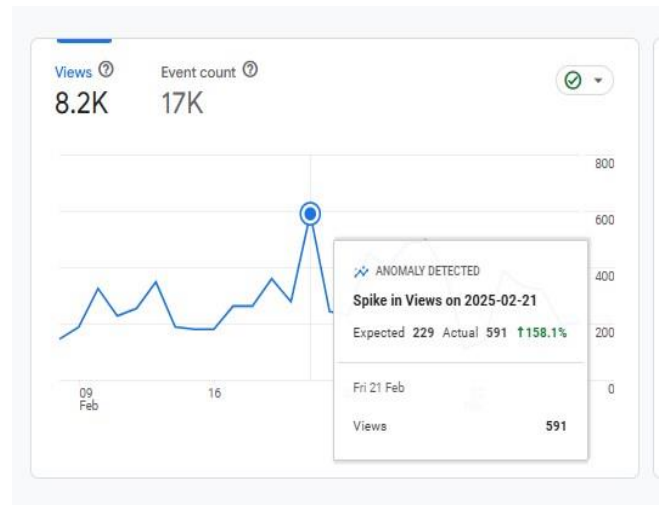 Views Event count
8.2K 17K
800
600
400
200
0
09 16
Feb
ANOMALY DETECTED
Spike in Views on 2025-02-21
Expected 229 Actual 591 ↑158.1%
Fri 21 Feb
Views 591